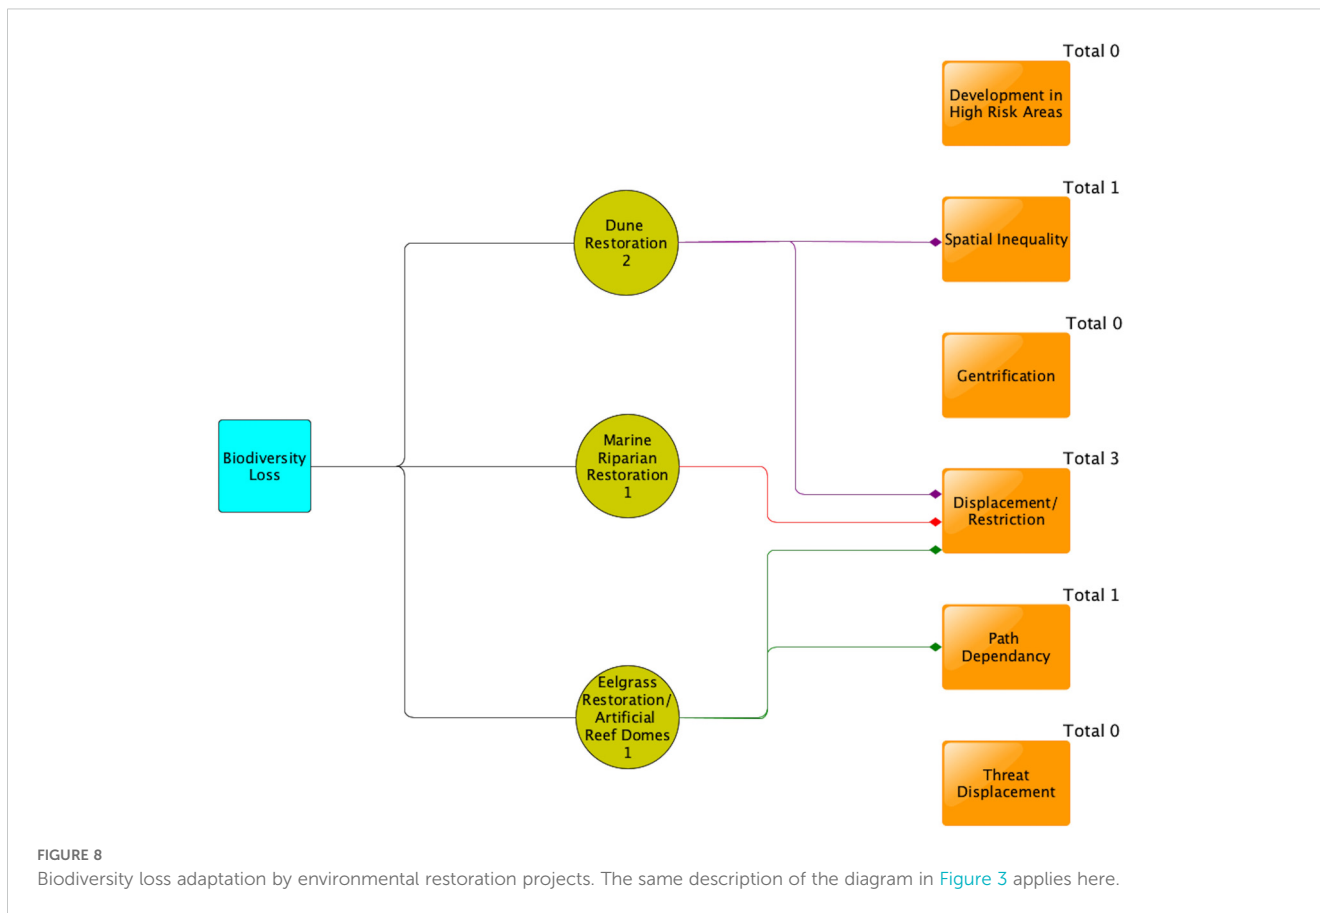 Total 0
Development in
High Risk Areas
Total 1
Dune
Restoration
2
Spatial Inequality
Total 0
Gentrification
Biodiversity
Loss
Marine
Riparian
Restoration
1
Total 3
Displacement/
Restriction
Total 1
Path
Dependancy
Eelgrass
Restoration/
Artificial
Reef Domes
1
Total 0
Threat
Displacement
FIGURE 8
Biodiversity loss adaptation by environmental restoration projects. The same description of the diagram in Figure 3 applies here.